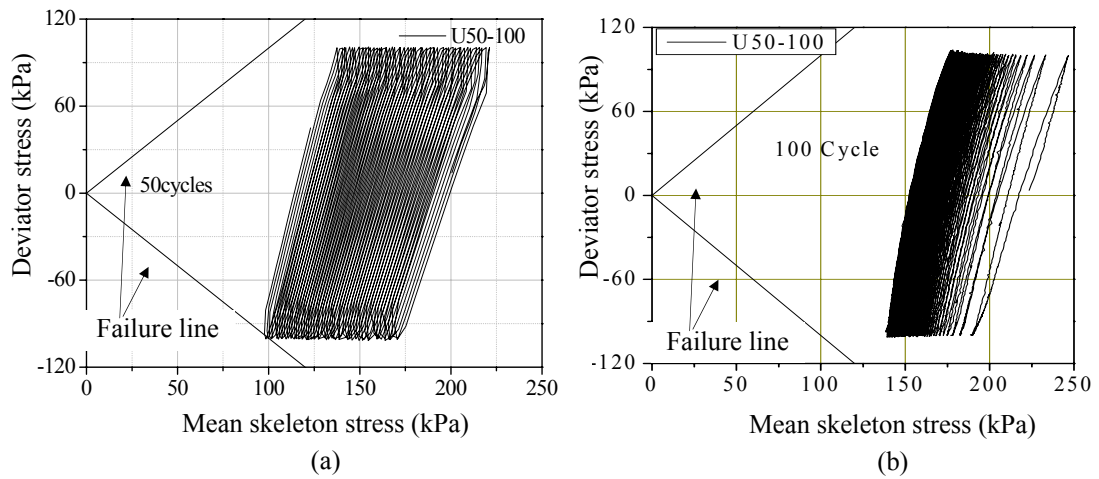 120
60
0
-60
-120
Deviator stress (kPa)
U50-100
50cycles
Failure line
0
50
100
150
200
250
Mean skeleton stress (kPa)
(a)
120
60
0
-60
-120
Deviator stress (kPa)
U50-100
100 Cycle
Failure line
0
50
100
150
200
250
Mean skeleton stress (kPa)
(b)